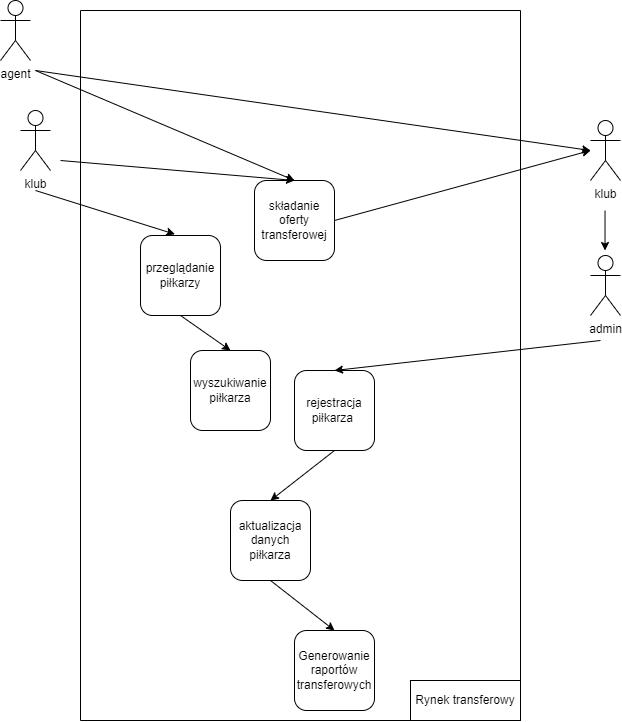 agent
klub
klub
składanie
oferty
transferowej
przeglądanie
piłkarzy
admin
wyszukiwanie
piłkarza
rejestracja
piłkarza
aktualizacja
danych
piłkarza
Generowanie
raportów
transferowych
Rynek transferowy